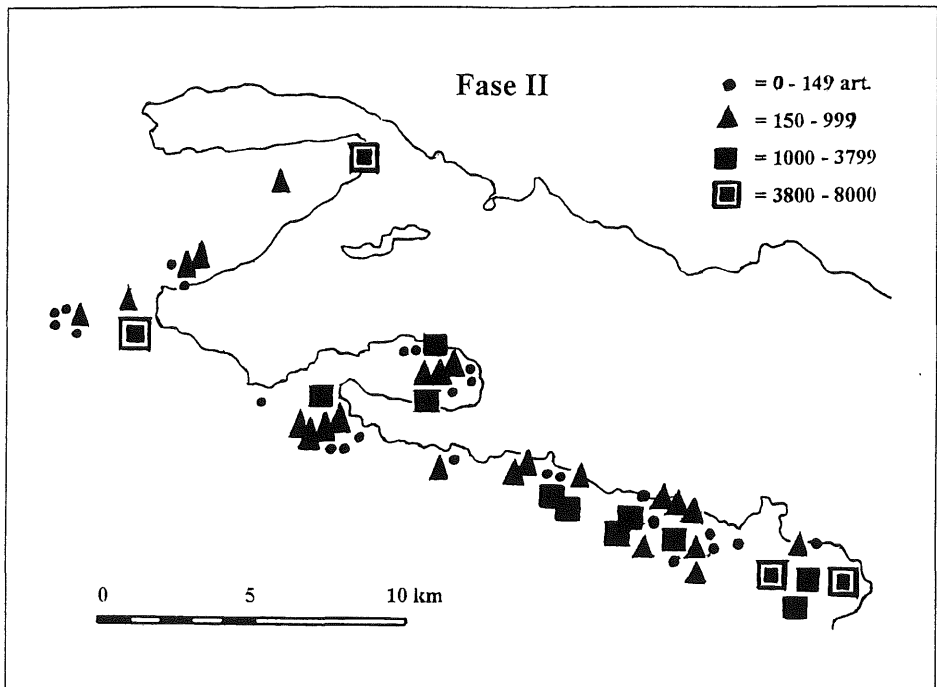 Fase II
= 0 - 149 art.
= 150 - 999
= 1000 - 3799
= 3800 - 8000
0 5 10 km